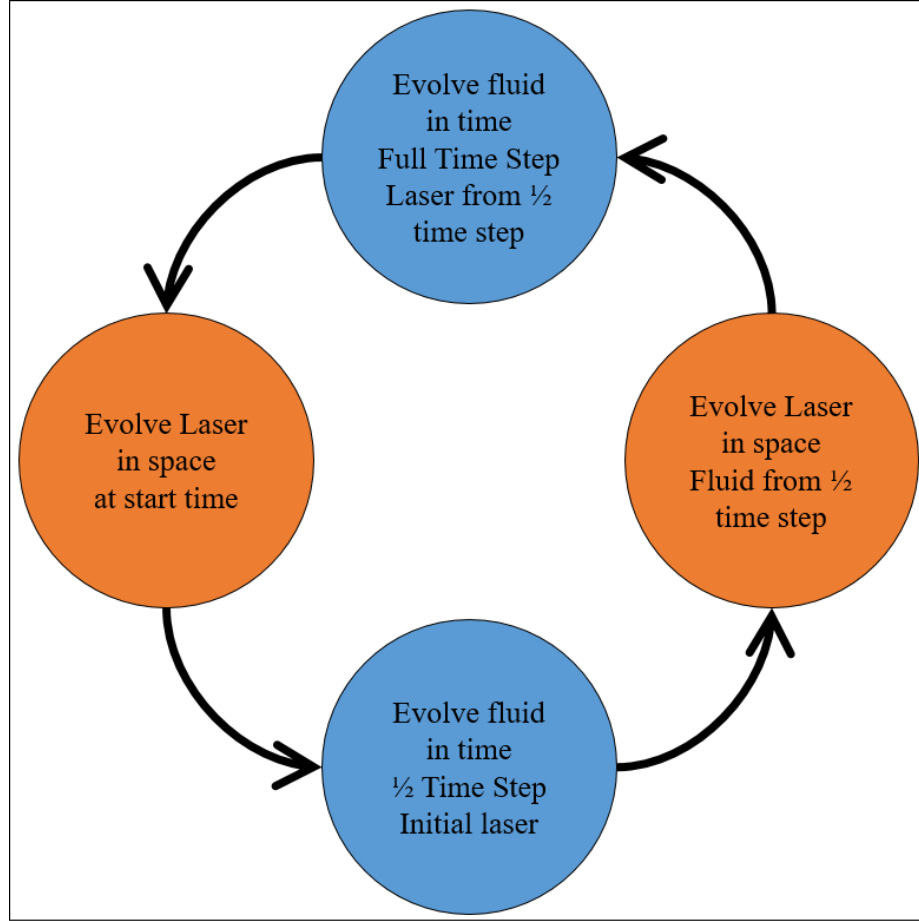 Evolve fluid
in time
Full Time Step
Laser from ½
time step
Evolve Laser
in space
at start time
Evolve Laser
in space
Fluid from ½
time step
Evolve fluid
in time
½ Time Step
Initial laser